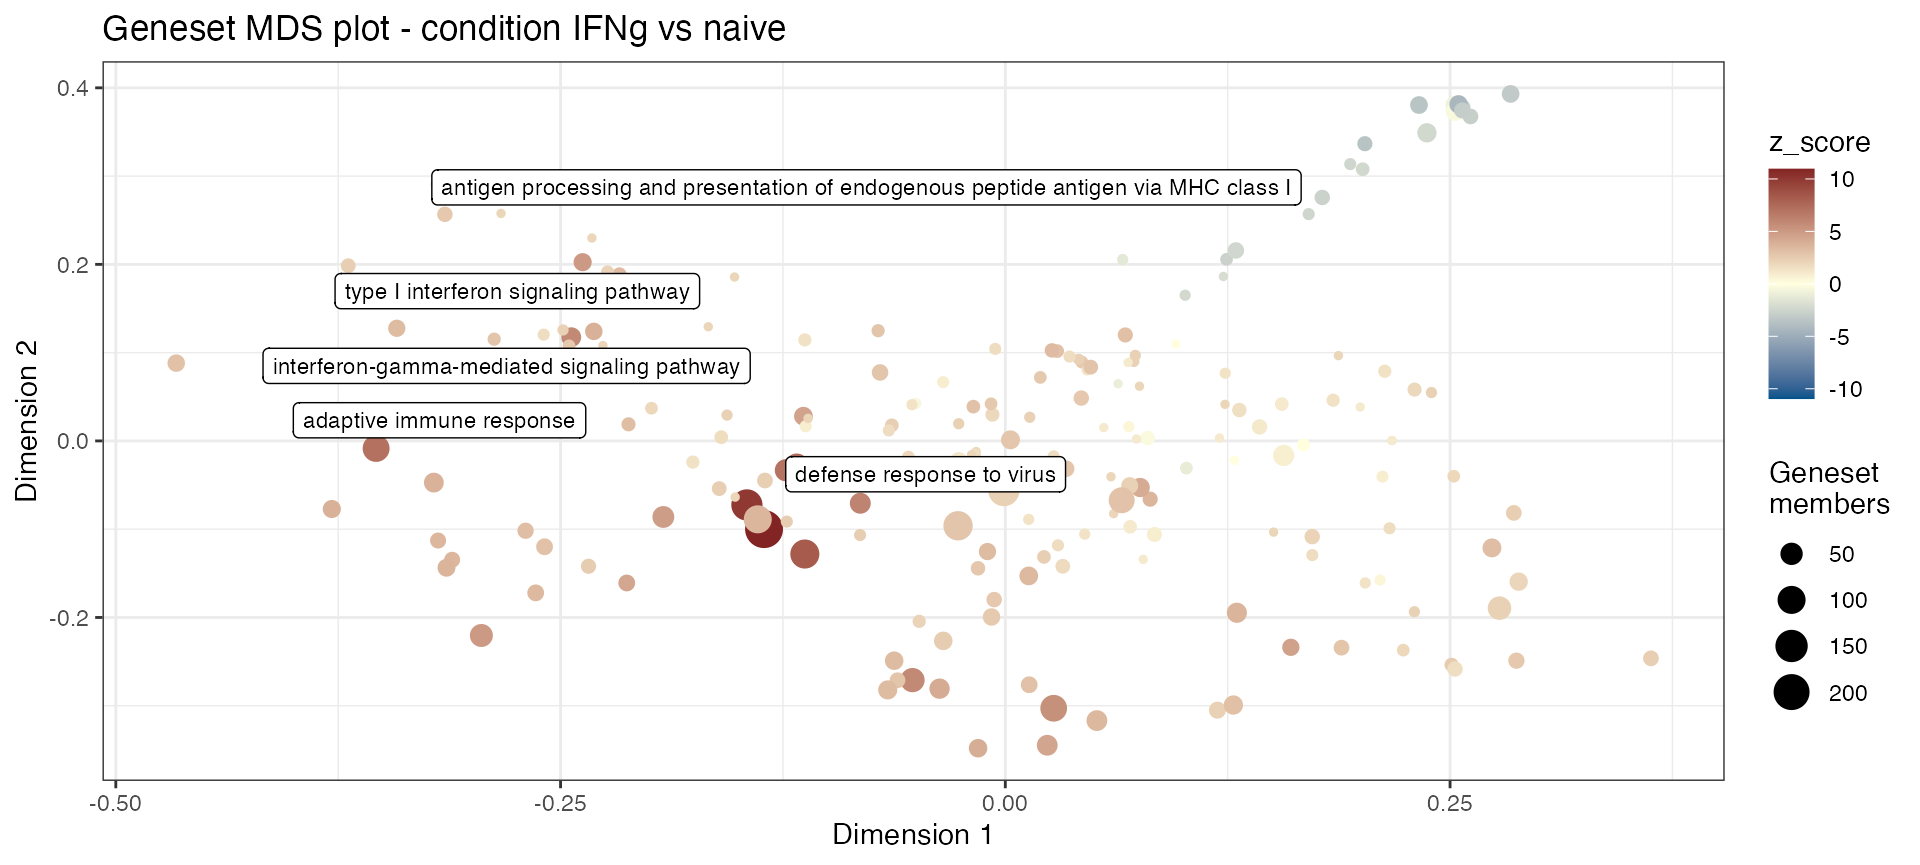 Geneset MDS plot - condition IFNg vs naive
0.4
0.2
0.0
-0.2
Dimension 2
antigen processing and presentation of endogenous peptide antigen via MHC class I
type I interferon signaling pathway
interferon-gamma-mediated signaling pathway
adaptive immune response
defense response to virus
-0.50
-0.25
0.00
0.25
Dimension 1
z_score
10
5
0
-5
-10
Geneset
members
50
100
150
200